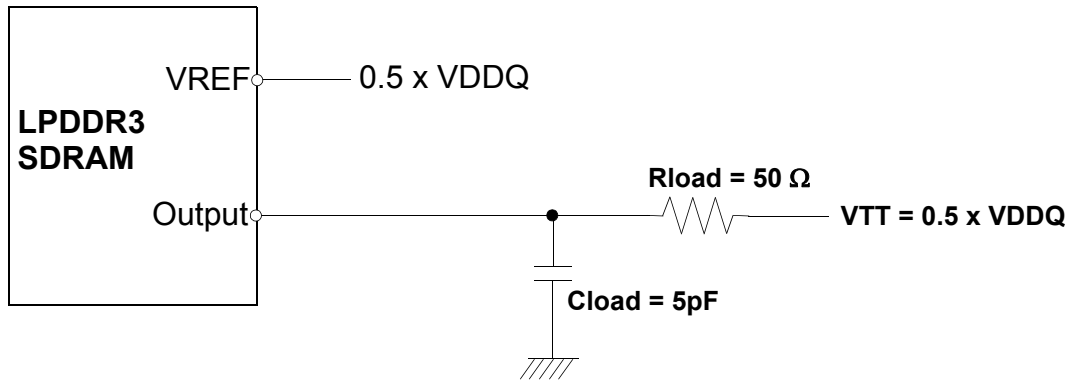 VREF
0.5 x VDDQ
LPDDR3
SDRAM
Rload = 50 Ω
Output
VTT = 0.5 x VDDQ
Cload = 5pF